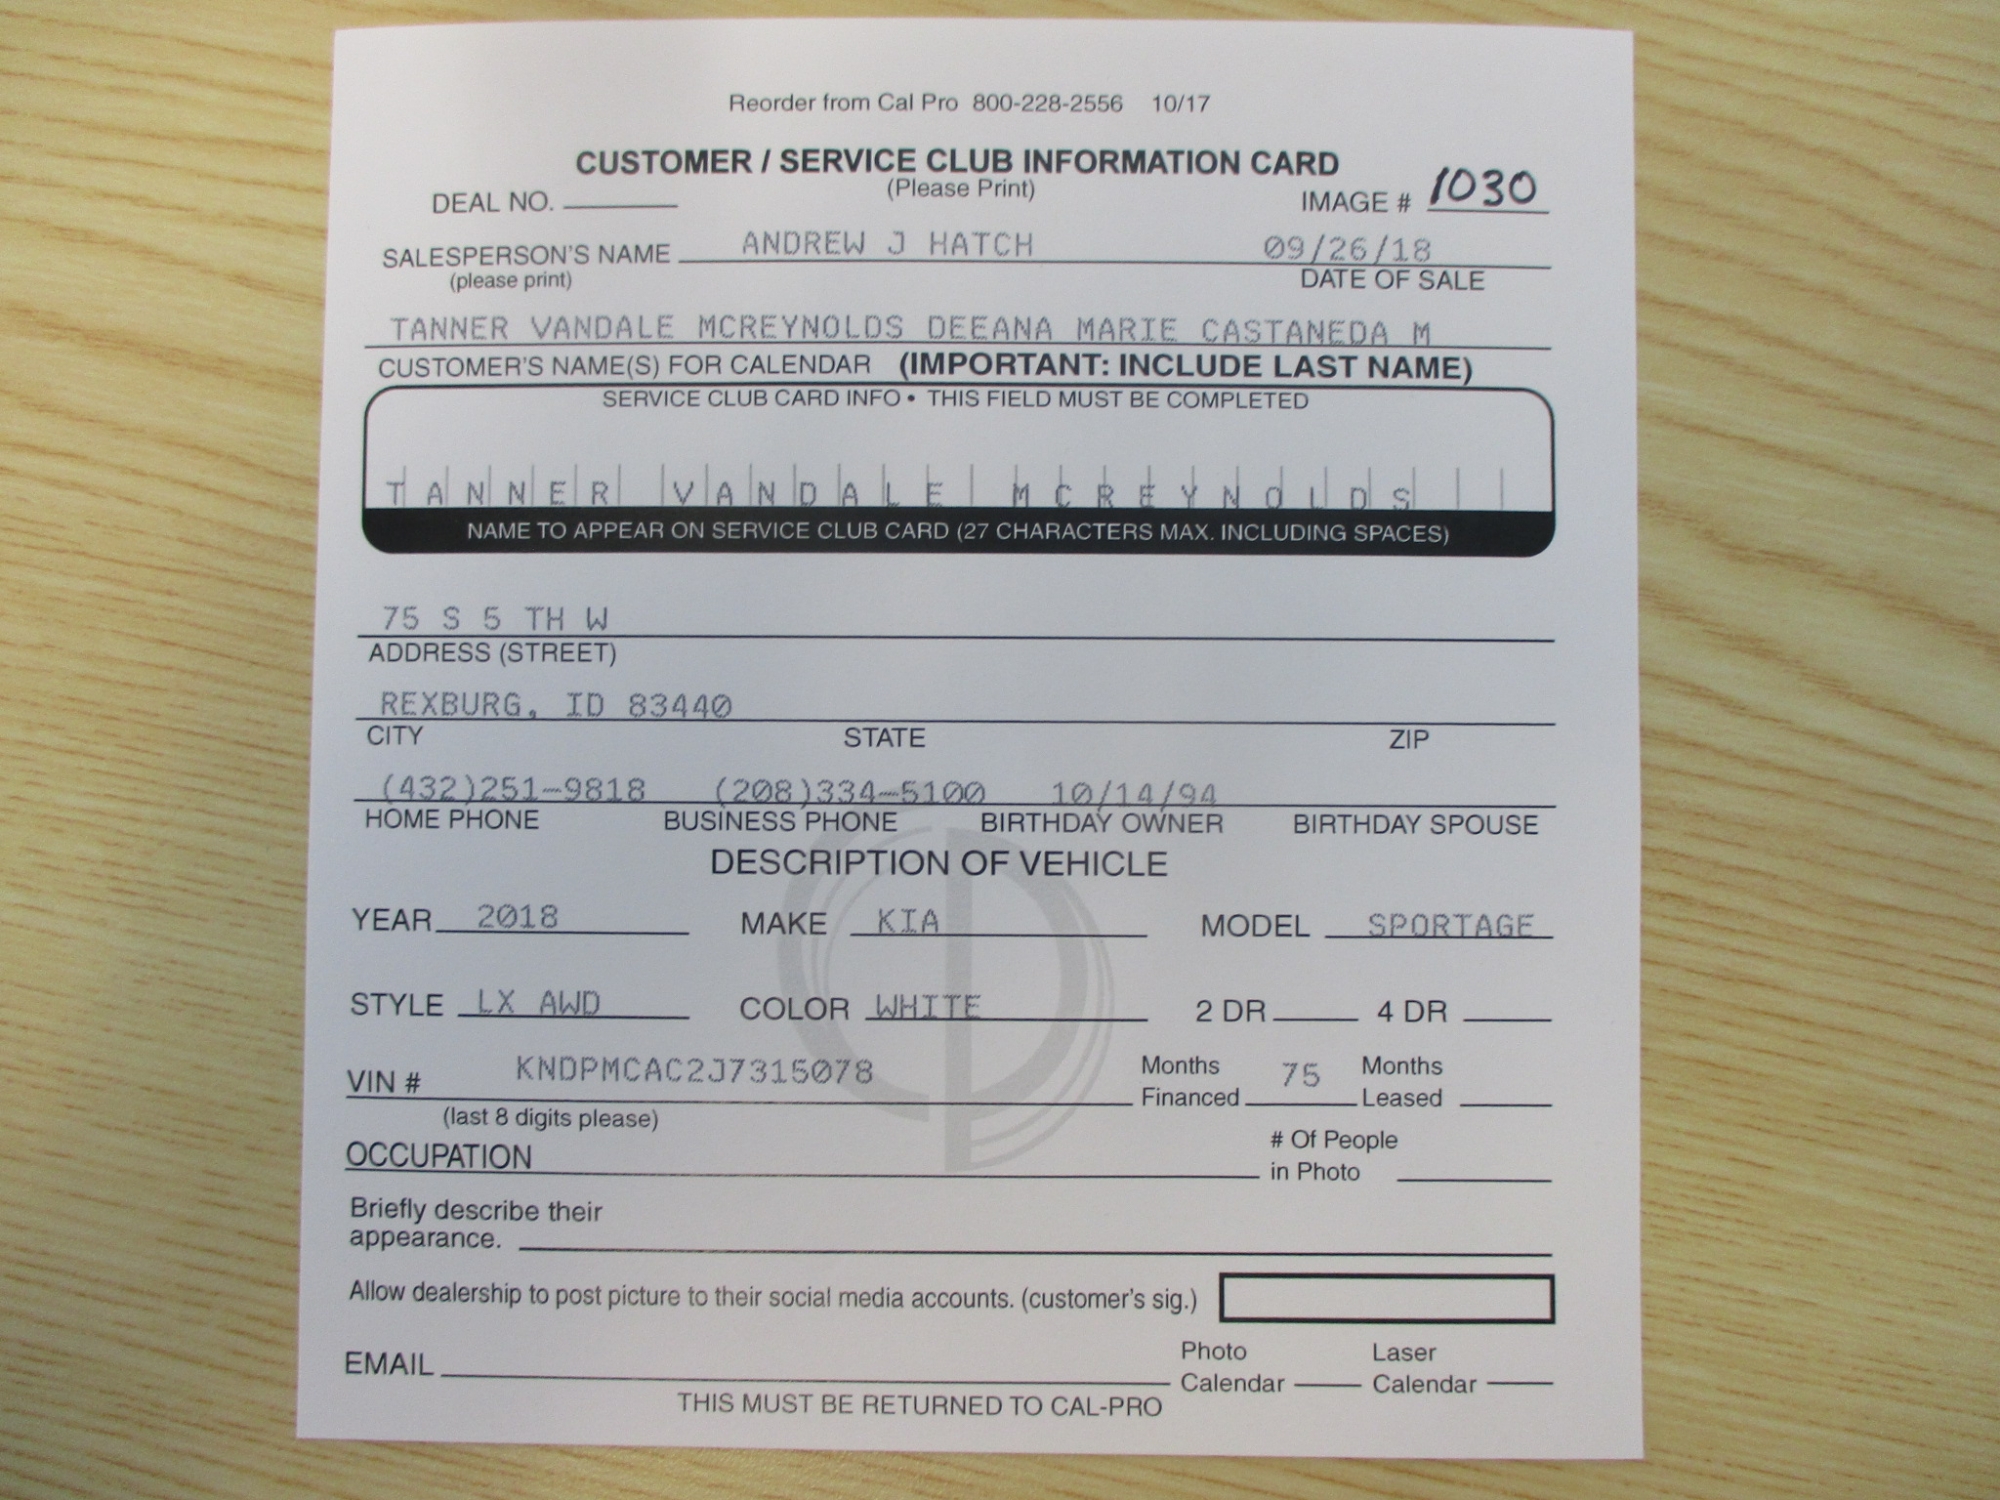 Reorder from Cal Pro 800-228-2556 10/17
CUSTOMER / SERVICE CLUB INFORMATION CARD
(Please Print)
DEAL NO. IMAGE # 1030
SALESPERSON'S NAME ANDREW J HATCH 09/26/18
(please print) DATE OF SALE
TANNER VANDALE MCREYNOLDS DEEANA MARIE CASTANEDA M
CUSTOMER'S NAME(S) FOR CALENDAR (IMPORTANT: INCLUDE LAST NAME)
SERVICE CLUB CARD INFO • THIS FIELD MUST BE COMPLETED
TANNER VANDALE MCREYNOLDS
NAME TO APPEAR ON SERVICE CLUB CARD (27 CHARACTERS MAX. INCLUDING SPACES)
75 S 5 TH W
ADDRESS (STREET)
REXBURG, ID 83440
CITY STATE ZIP
(432)251-9818 (208)334-5100 10/14/94
HOME PHONE BUSINESS PHONE BIRTHDAY OWNER BIRTHDAY SPOUSE
DESCRIPTION OF VEHICLE
YEAR 2018 MAKE KIA MODEL SPORTAGE
STYLE LX AWD COLOR WHITE 2 DR 4 DR
VIN # KNDPMCAC2J7315078 Months Financed 75 Months Leased
(last 8 digits please)
OCCUPATION # Of People in Photo
Briefly describe their
appearance.
Allow dealership to post picture to their social media accounts. (customer's sig.)
EMAIL Photo Calendar Laser Calendar
THIS MUST BE RETURNED TO CAL-PRO